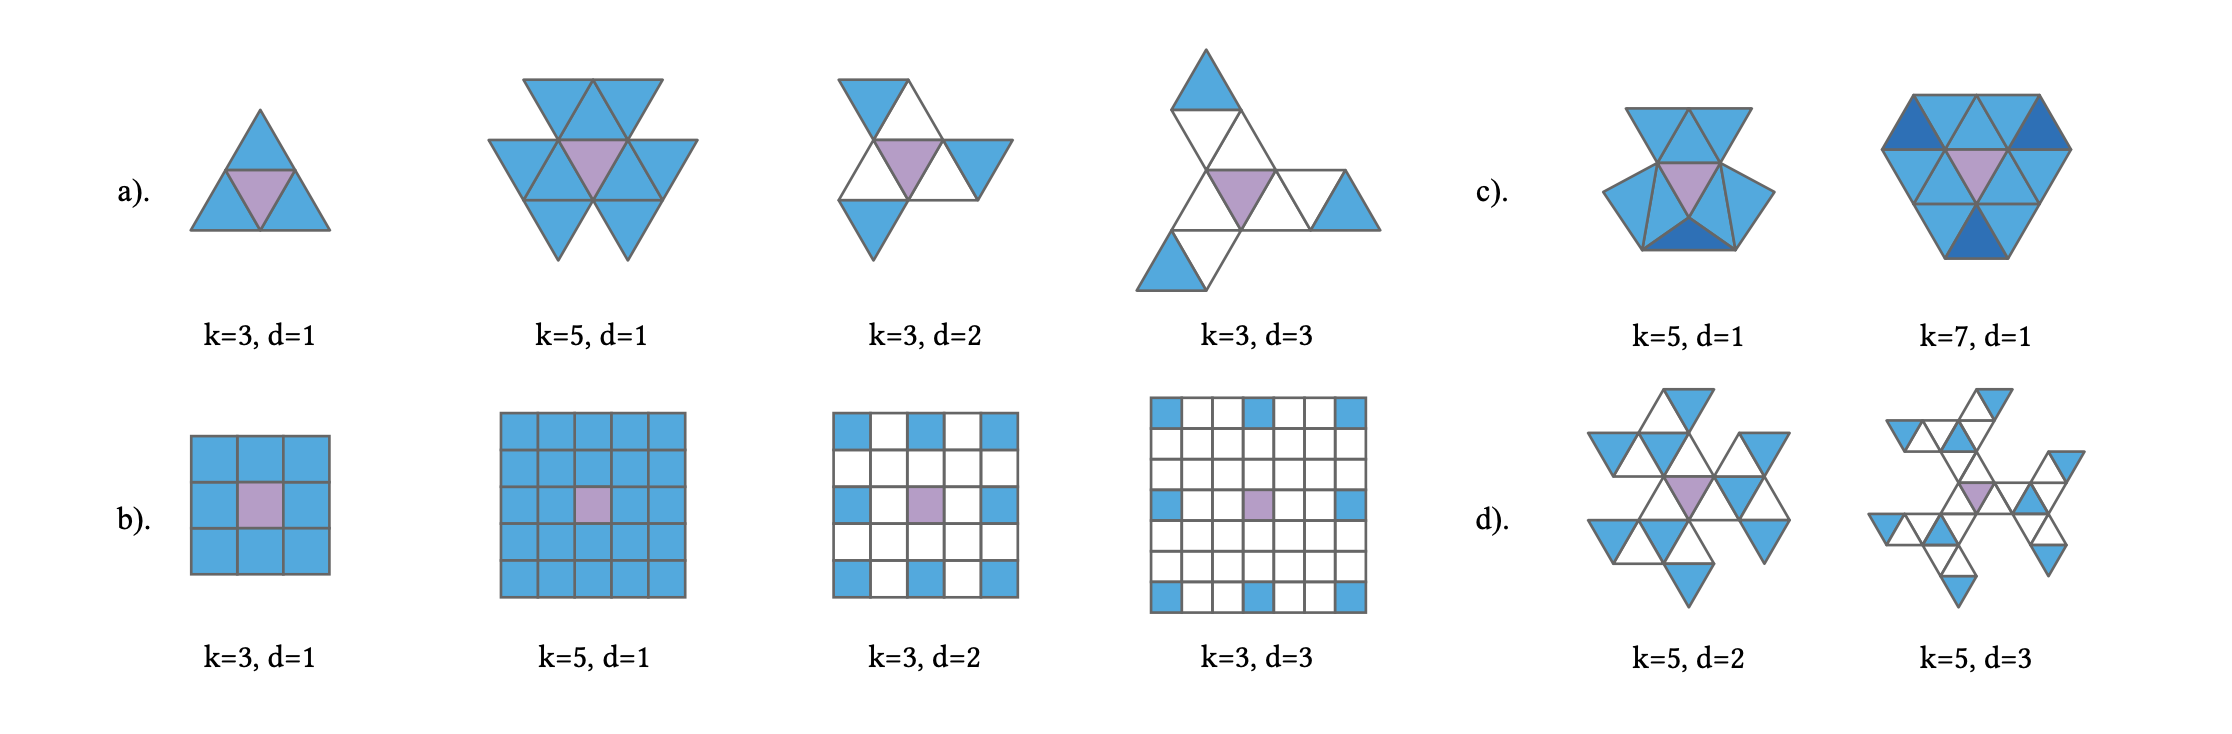 a).
k=3, d=1
k=5, d=1
k=3, d=2
k=3, d=3
c).
k=5, d=1
k=7, d=1
b).
k=3, d=1
k=5, d=1
k=3, d=2
k=3, d=3
d).
k=5, d=2
k=5, d=3